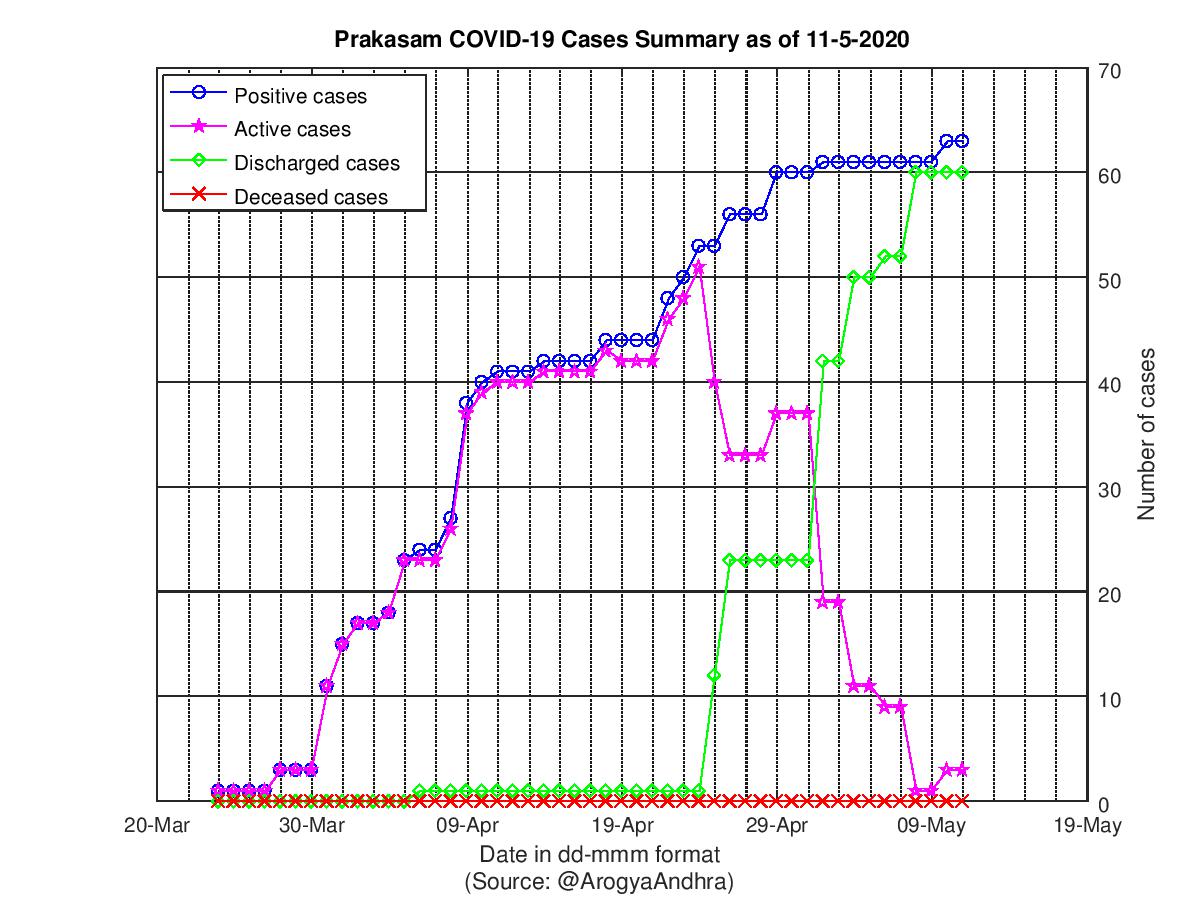 Prakasam COVID-19 Cases Summary as of 11-5-2020
Positive cases
Active cases
Discharged cases
Deceased cases
70
60
50
40
30
20
10
0
Number of cases
20-Mar 30-Mar 09-Apr 19-Apr 29-Apr 09-May 19-May
Date in dd-mmm format
(Source: @ArogyaAndhra)